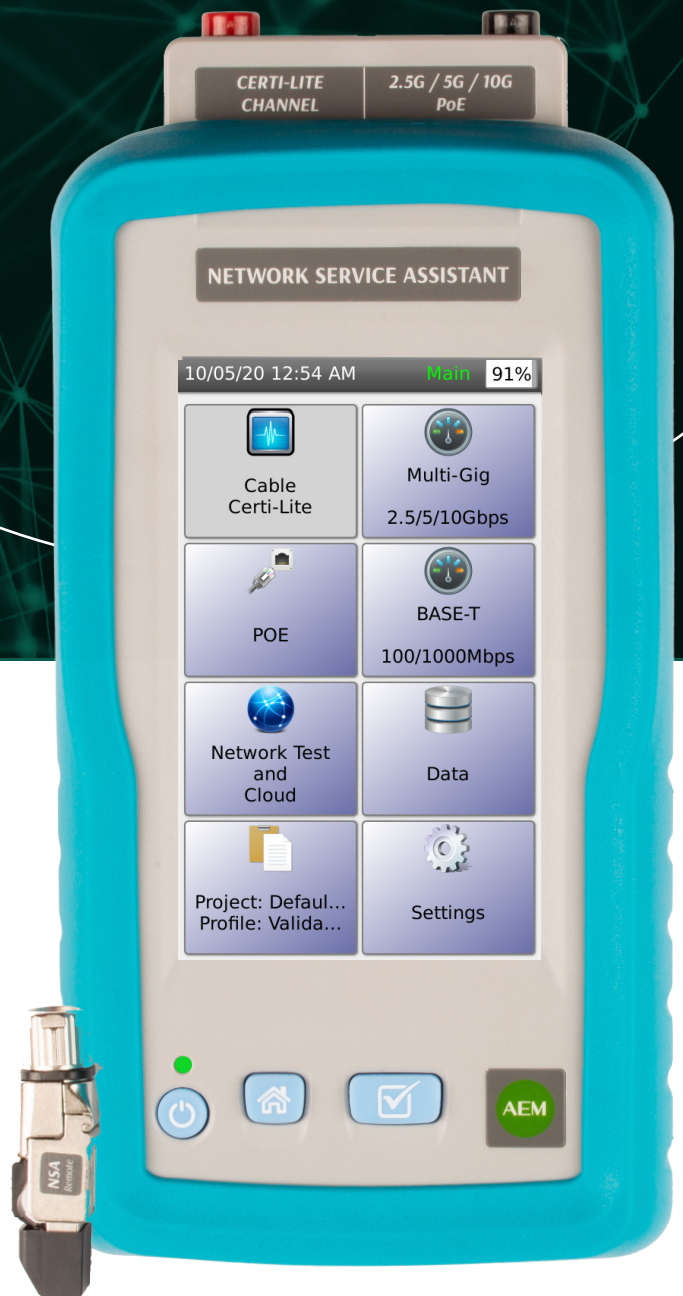 CERTI-LITE
CHANNEL
2.5G / 5G / 10G
PoE
NETWORK SERVICE ASSISTANT
10/05/20 12:54 AM Main 91%
Cable
Certi-Lite
Multi-Gig
2.5/5/10Gbps
POE
BASE-T
100/1000Mbps
Network Test
and
Cloud
Data
Project: Defaul...
Profile: Valida...
Settings
AEM
NSA
Remote